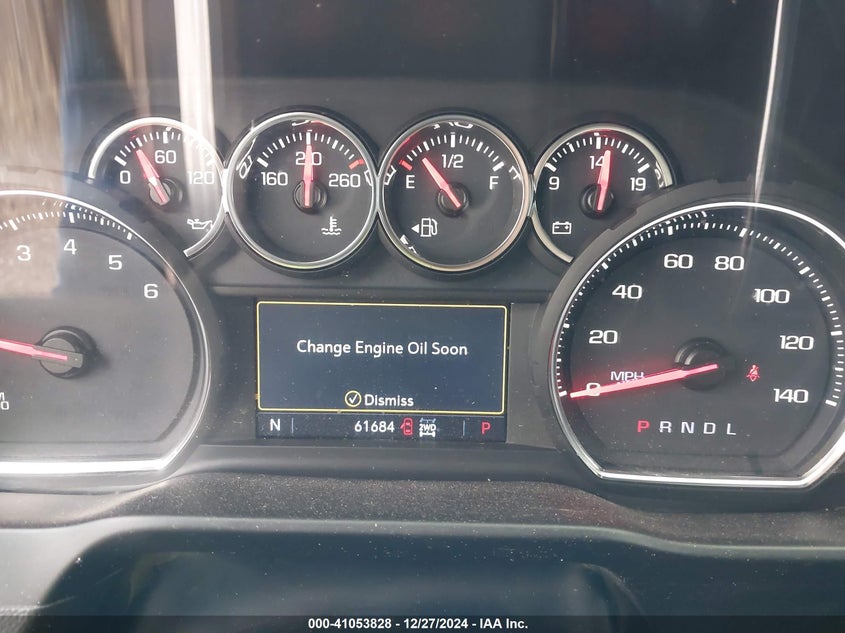 0 60 120
160 210 260
E 1/2 F
9 14 19
3 4 5 6
Change Engine Oil Soon
Dismiss
N 61684 2WD P
0 20 40 60 80 100 120 140
MPH
P R N D L
000-41053828 - 12/27/2024 - IAA Inc.